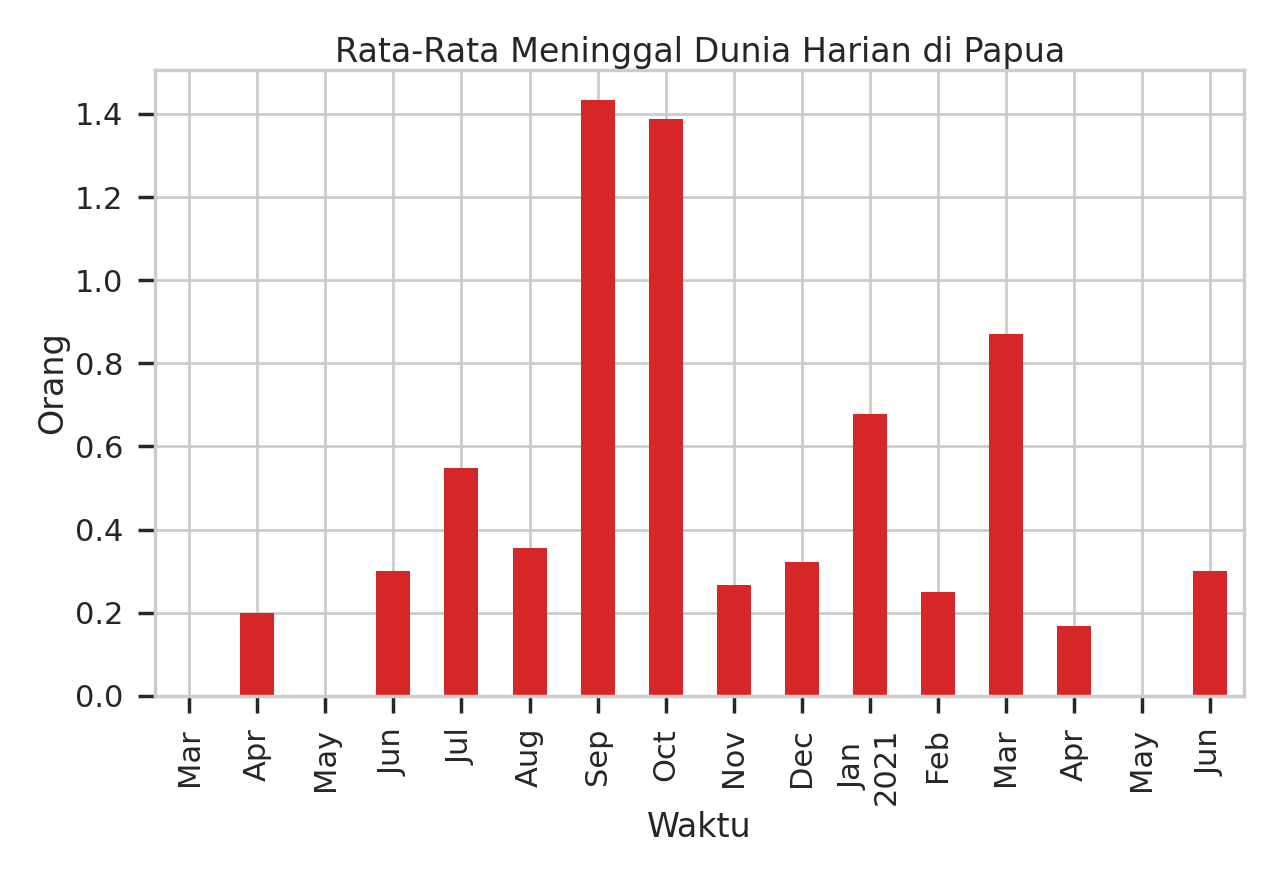 Rata-Rata Meninggal Dunia Harian di Papua
1.4
1.2
1.0
0.8
0.6
0.4
0.2
0.0
Orang
Mar
Apr
May
Jun
Jul
Aug
Sep
Oct
Nov
Dec
Jan
2021
Feb
Mar
Apr
May
Jun
Waktu